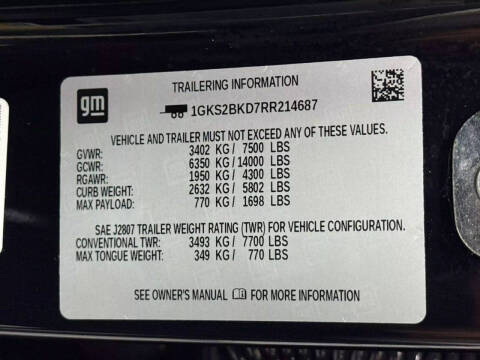 gm
TRAILERING INFORMATION
1GKS2BKD7RR214687
VEHICLE AND TRAILER MUST NOT EXCEED ANY OF THESE VALUES.
GVWR: 3402 KG / 7500 LBS
GCWR: 6350 KG / 14000 LBS
RGAWR: 1950 KG / 4300 LBS
CURB WEIGHT: 2632 KG / 5802 LBS
MAX PAYLOAD: 770 KG / 1698 LBS
SAE J2807 TRAILER WEIGHT RATING (TWR) FOR VEHICLE CONFIGURATION.
CONVENTIONAL TWR: 3493 KG / 7700 LBS
MAX TONGUE WEIGHT: 349 KG / 770 LBS
SEE OWNER'S MANUAL FOR MORE INFORMATION